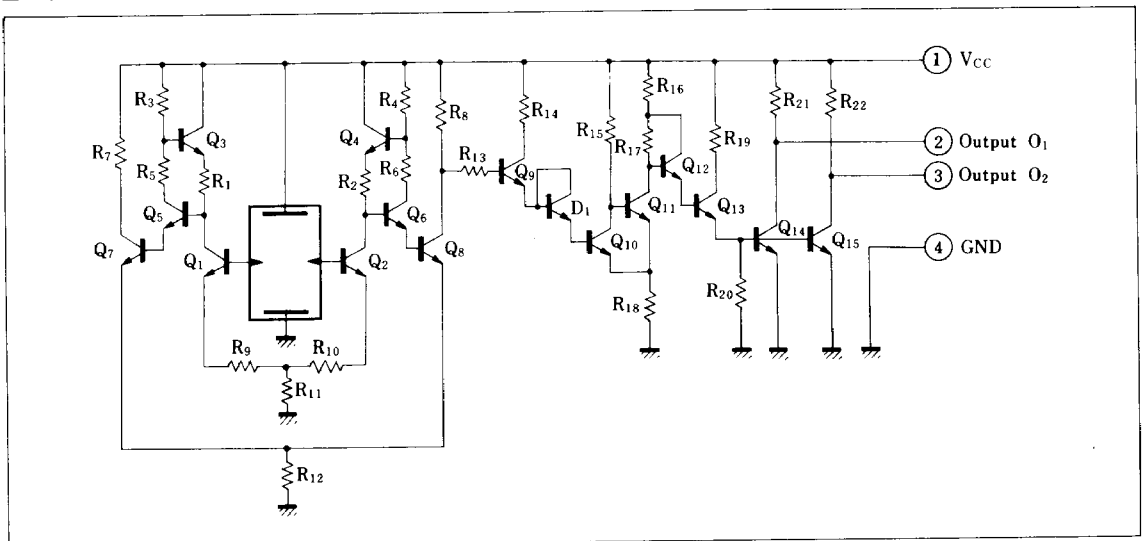 ① VCC
R3
R4
R16
R8
R14
R21
R22
Q3
Q4
R7
R15
R19
② Output O1
R17
R5
R1
R2
R6
R13
Q9
Q12
③ Output O2
D1
Q5
Q6
Q11
Q13
Q7
Q1
Q2
Q8
Q10
Q14
Q15
④ GND
R20
R18
R9
R10
R11
R12